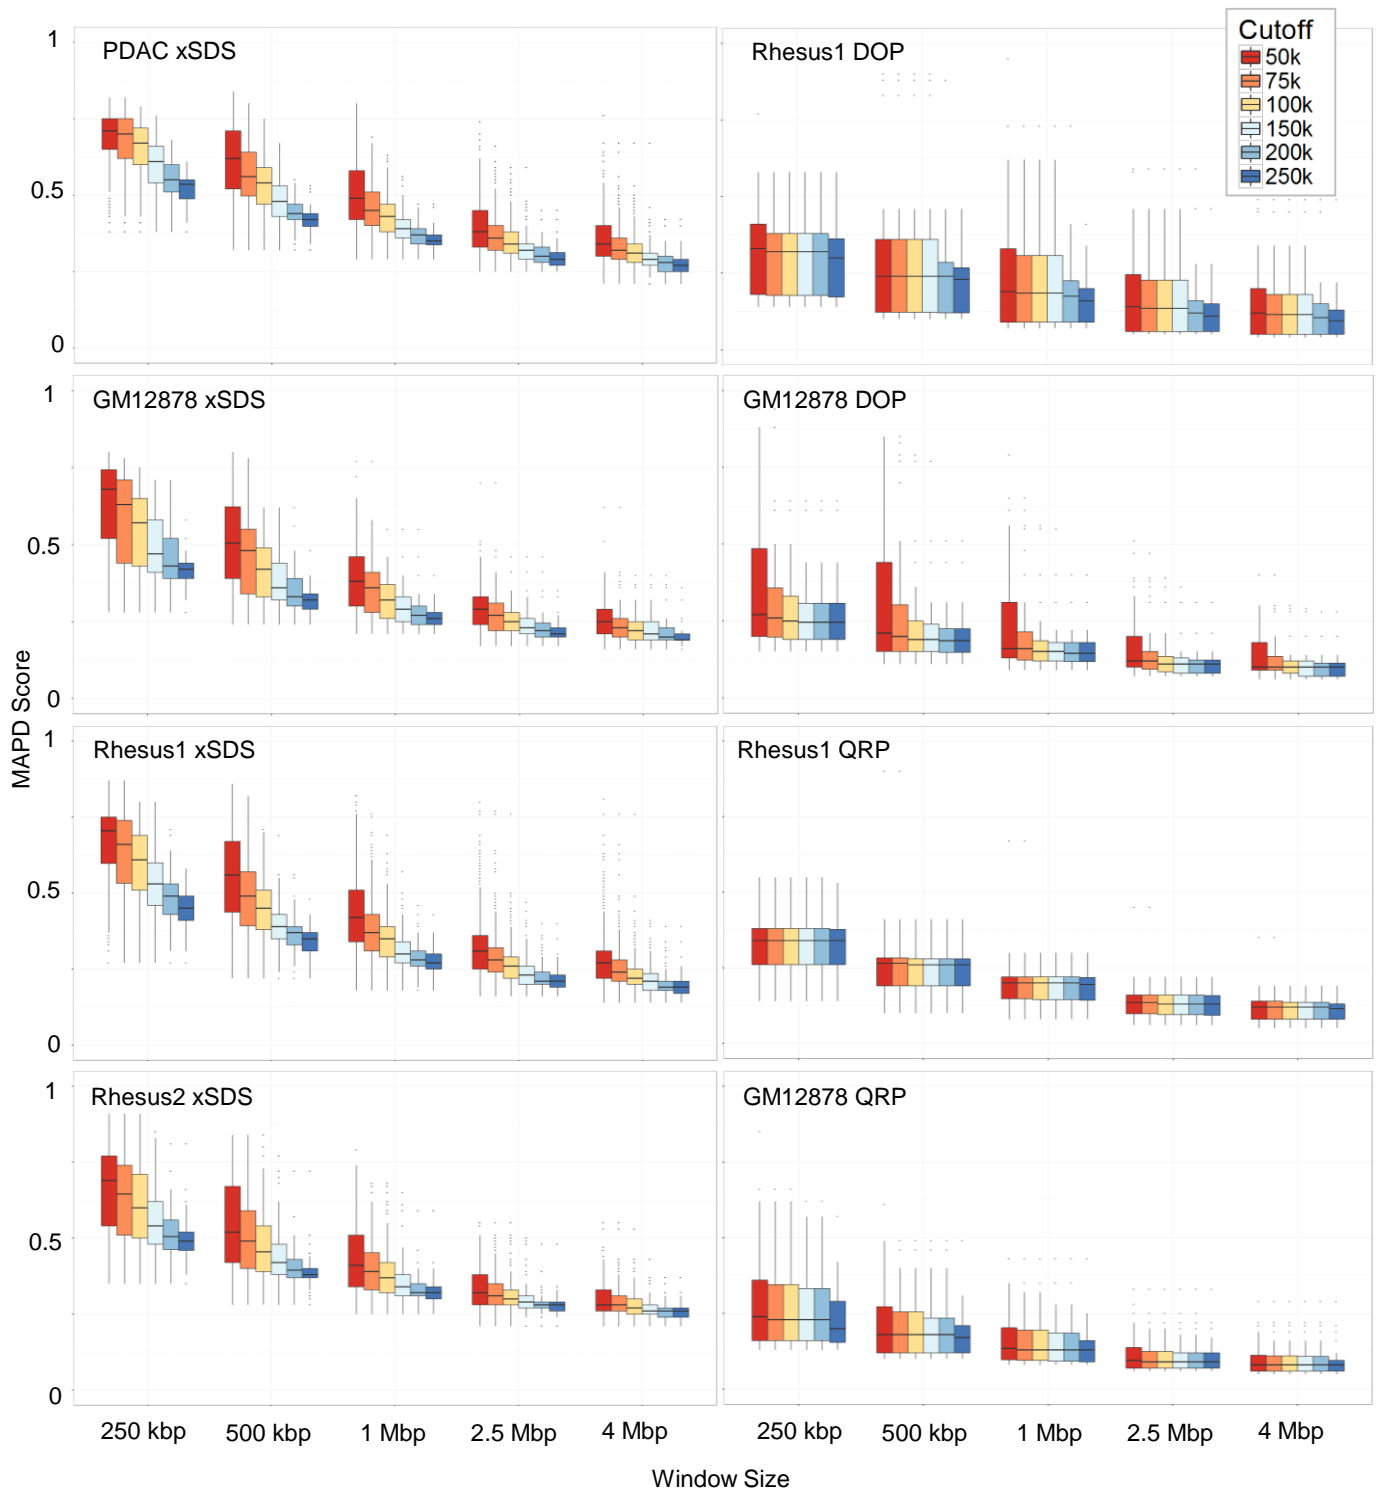 Cutoff
50k
75k
100k
150k
200k
250k
1
PDAC xSDS
Rhesus1 DOP
0.5
0
1
GM12878 xSDS
GM12878 DOP
0.5
0
MAPD Score
1
Rhesus1 xSDS
Rhesus1 QRP
0.5
0
1
Rhesus2 xSDS
GM12878 QRP
0.5
0
250 kbp 500 kbp 1 Mbp 2.5 Mbp 4 Mbp 250 kbp 500 kbp 1 Mbp 2.5 Mbp 4 Mbp
Window Size